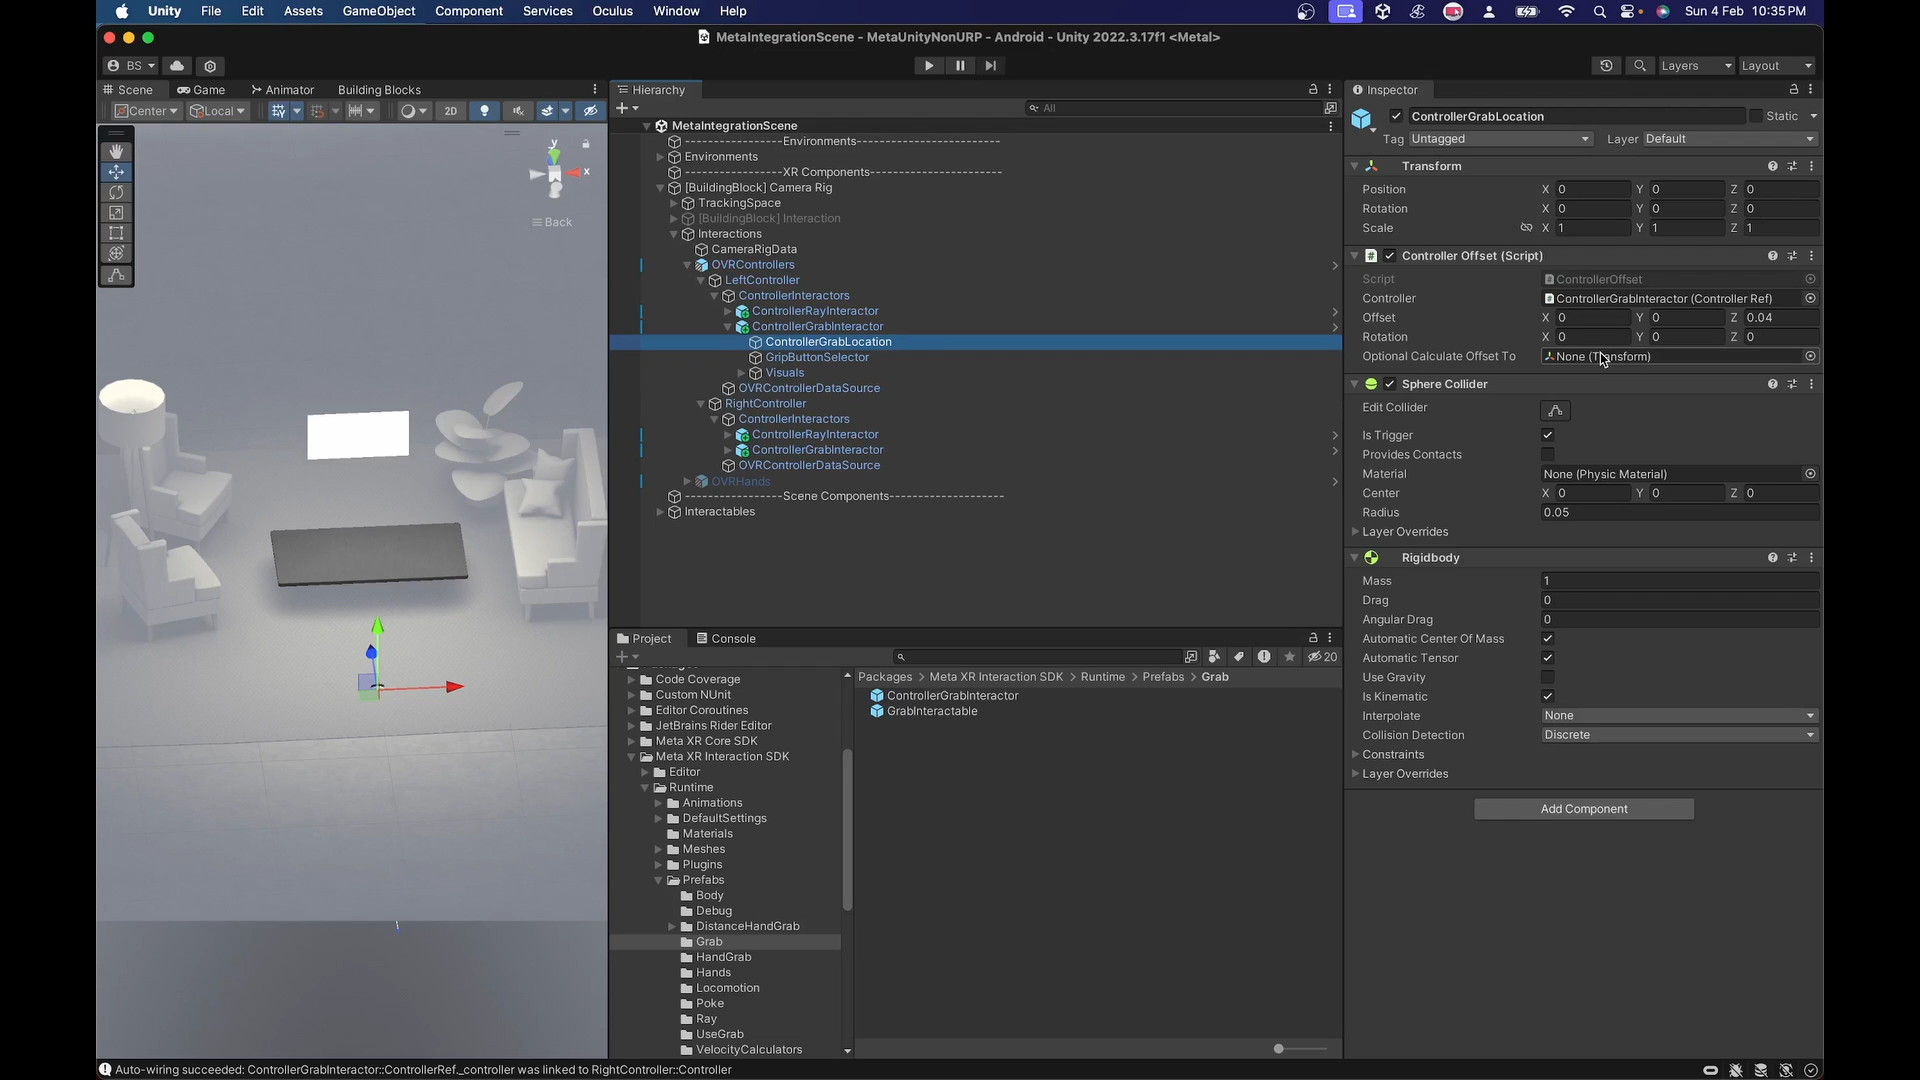 Unity File Edit Assets GameObject Component Services Oculus Window Help
Sun 4 Feb 10:35 PM
MetaIntegrationScene - MetaUnityNonURP - Android - Unity 2022.3.17f1 <Metal>
BS
Layers Layout
Scene Game Animator Building Blocks
Center Local 2D
y
x
Back
Hierarchy
All
MetaIntegrationScene
-----------------Environments------------------------
Environments
-----------------XR Components--------------------
[BuildingBlock] Camera Rig
TrackingSpace
[BuildingBlock] Interaction
Interactions
CameraRigData
OVRControllers
LeftController
ControllerInteractors
ControllerRayInteractor
ControllerGrabInteractor
ControllerGrabLocation
GripButtonSelector
Visuals
OVRControllerDataSource
RightController
ControllerInteractors
ControllerRayInteractor
ControllerGrabInteractor
OVRControllerDataSource
OVRHands
-----------------Scene Components--------------------
Interactables
Project Console
20
Code Coverage
Custom NUnit
Editor Coroutines
JetBrains Rider Editor
Meta XR Core SDK
Meta XR Interaction SDK
Editor
Runtime
Animations
DefaultSettings
Materials
Meshes
Plugins
Prefabs
Body
Debug
DistanceHandGrab
Grab
HandGrab
Hands
Locomotion
Poke
Ray
UseGrab
VelocityCalculators
Packages > Meta XR Interaction SDK > Runtime > Prefabs > Grab
ControllerGrabInteractor
GrabInteractable
Inspector
ControllerGrabLocation Static
Tag Untagged Layer Default
Transform
Position X 0 Y 0 Z 0
Rotation X 0 Y 0 Z 0
Scale X 1 Y 1 Z 1
Controller Offset (Script)
Script ControllerOffset
Controller ControllerGrabInteractor (Controller Ref)
Offset X 0 Y 0 Z 0.04
Rotation X 0 Y 0 Z 0
Optional Calculate Offset To None (Transform)
Sphere Collider
Edit Collider
Is Trigger
Provides Contacts
Material None (Physic Material)
Center X 0 Y 0 Z 0
Radius 0.05
Layer Overrides
Rigidbody
Mass 1
Drag 0
Angular Drag 0
Automatic Center Of Mass
Automatic Tensor
Use Gravity
Is Kinematic
Interpolate None
Collision Detection Discrete
Constraints
Layer Overrides
Add Component
Auto-wiring succeeded: ControllerGrabInteractor::ControllerRef._controller was linked to RightController::Controller